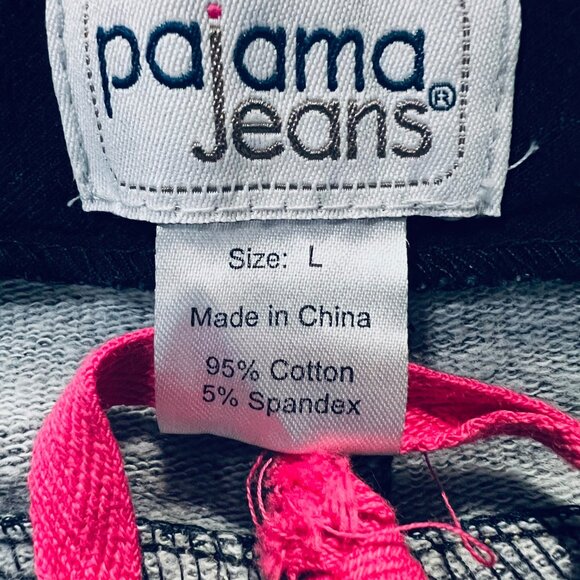 pajama
jeans®
Size: L
Made in China
95% Cotton
5% Spandex